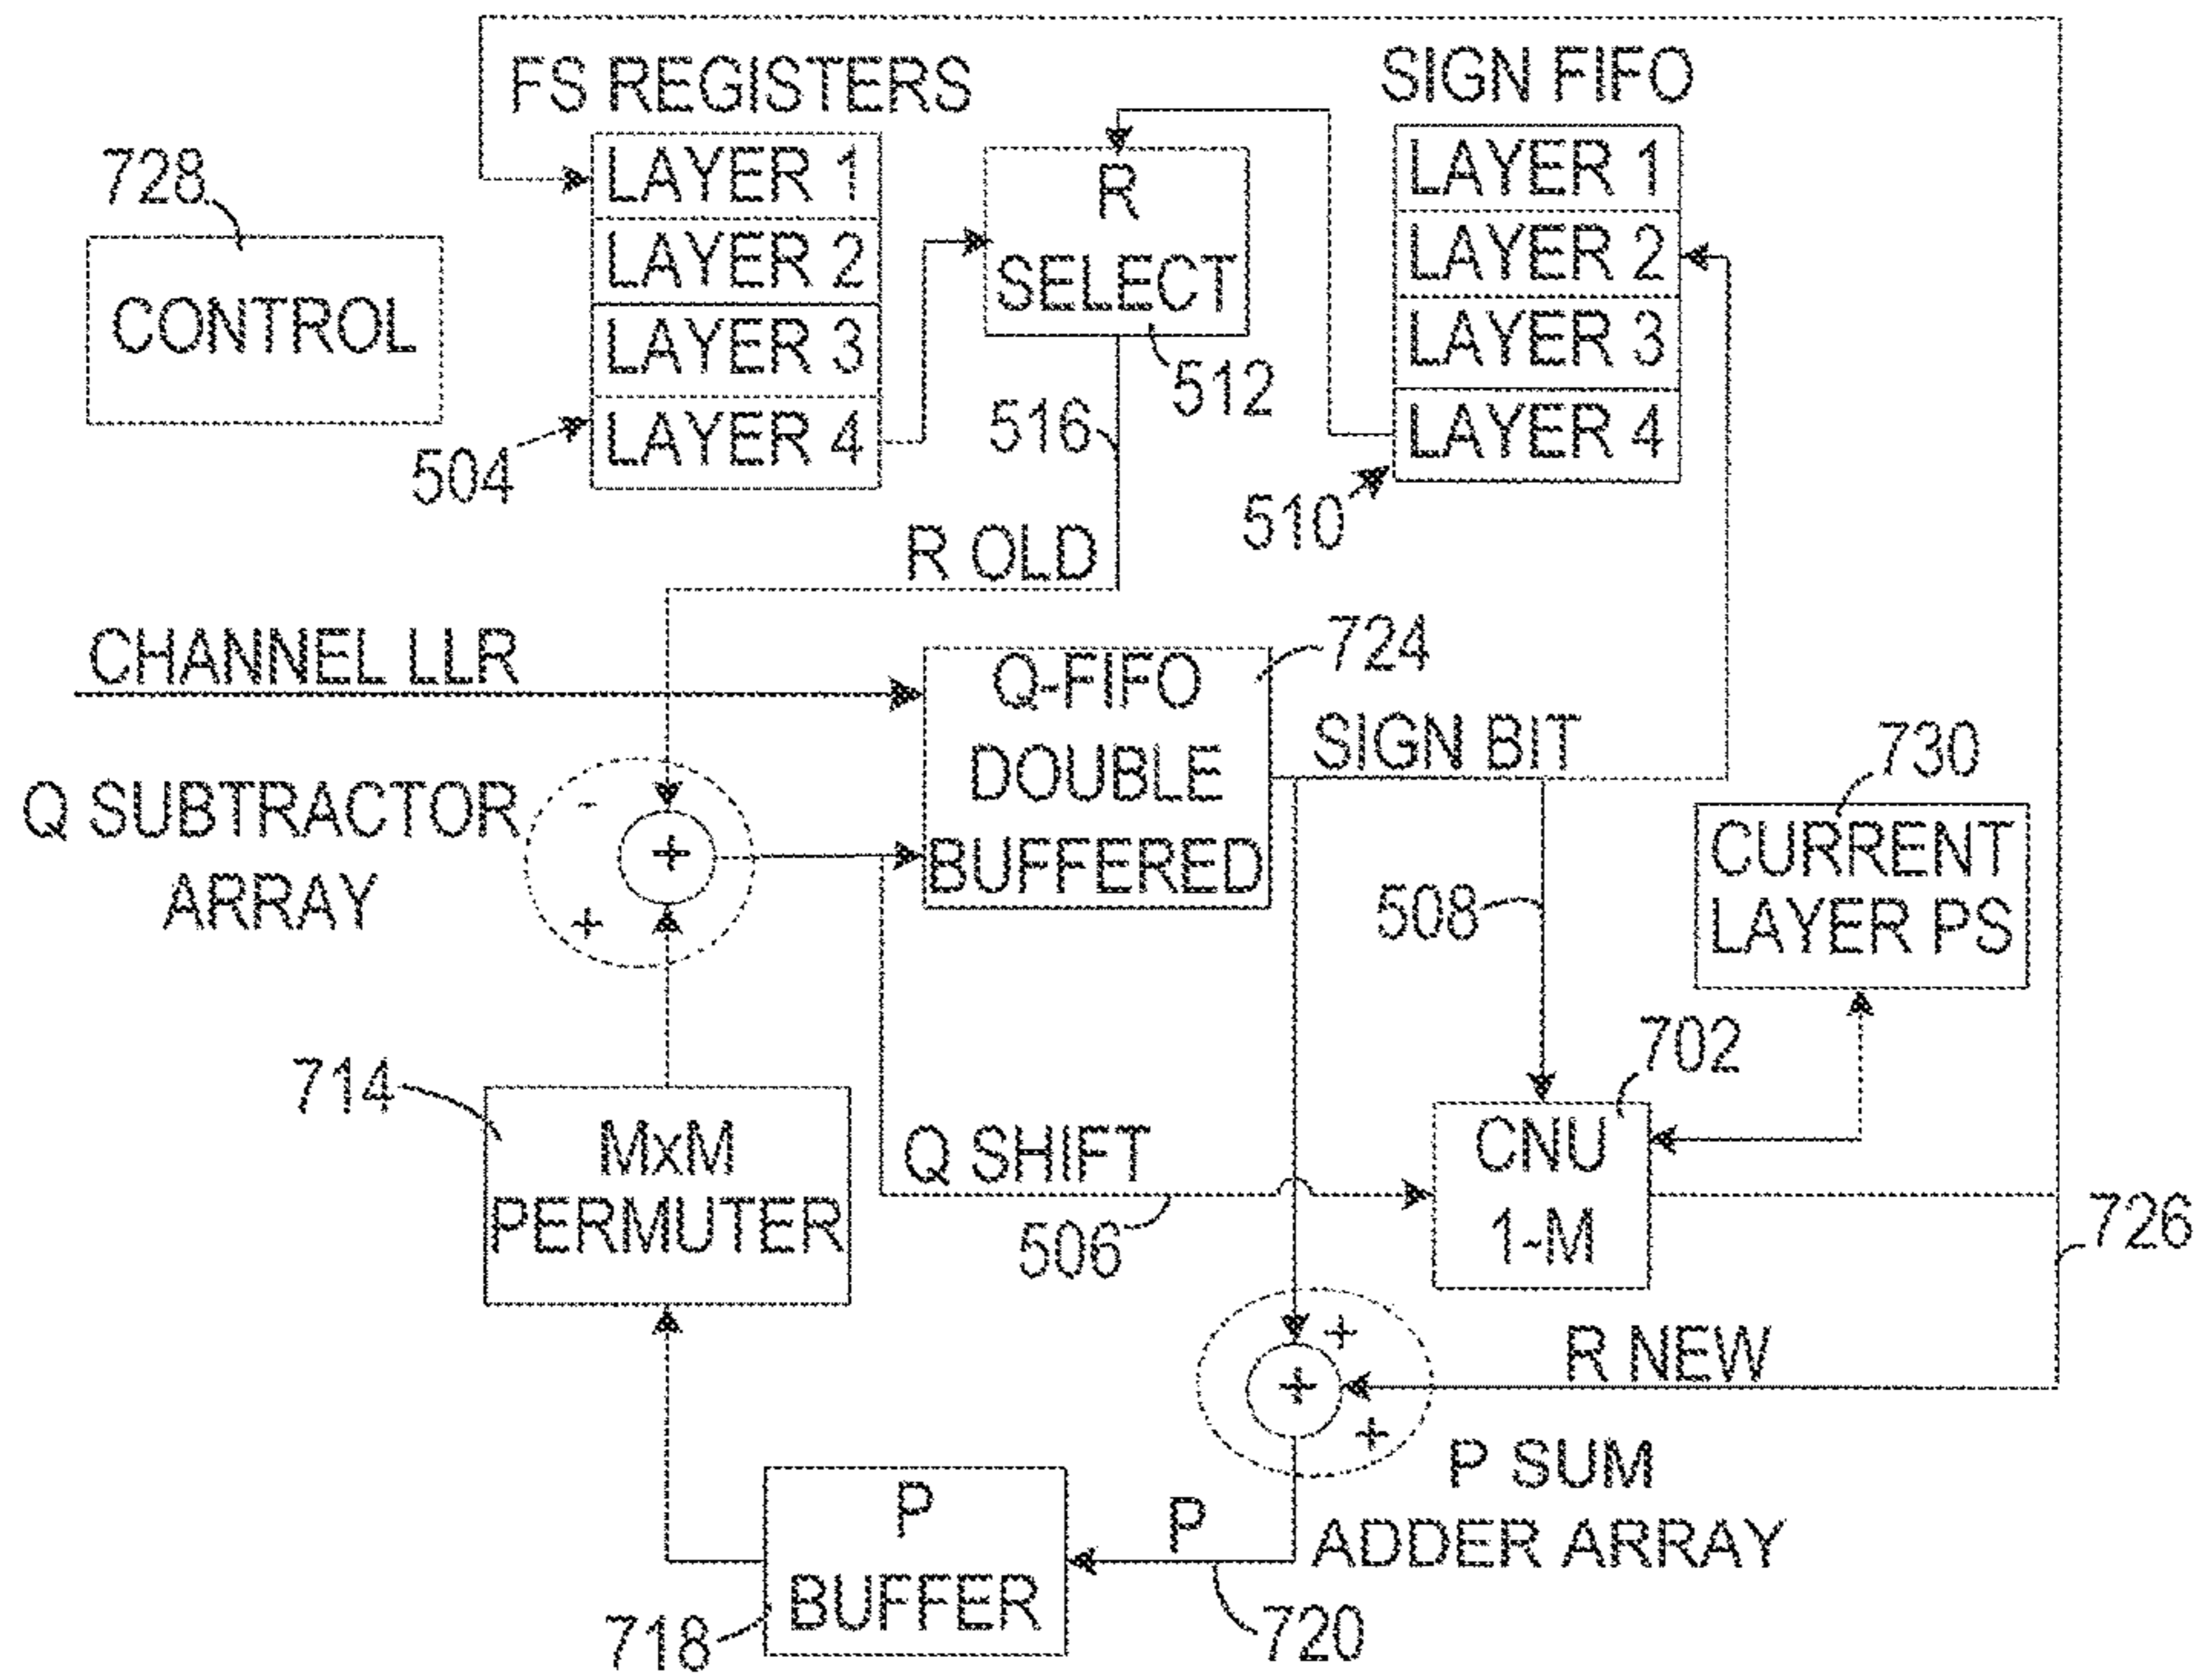 FS REGISTERS
SIGN FIFO
728
CONTROL
LAYER 1
LAYER 2
LAYER 3
LAYER 4
504
R
SELECT
512
516
LAYER 1
LAYER 2
LAYER 3
LAYER 4
510
R OLD
CHANNEL LLR
Q-FIFO
DOUBLE
BUFFERED
724
SIGN BIT
Q SUBTRACTOR
ARRAY
-
+
+
508
730
CURRENT
LAYER PS
714
MxM
PERMUTER
Q SHIFT
506
702
CNU
1-M
726
R NEW
+
+
+
P SUM
ADDER ARRAY
P
720
P
BUFFER
718